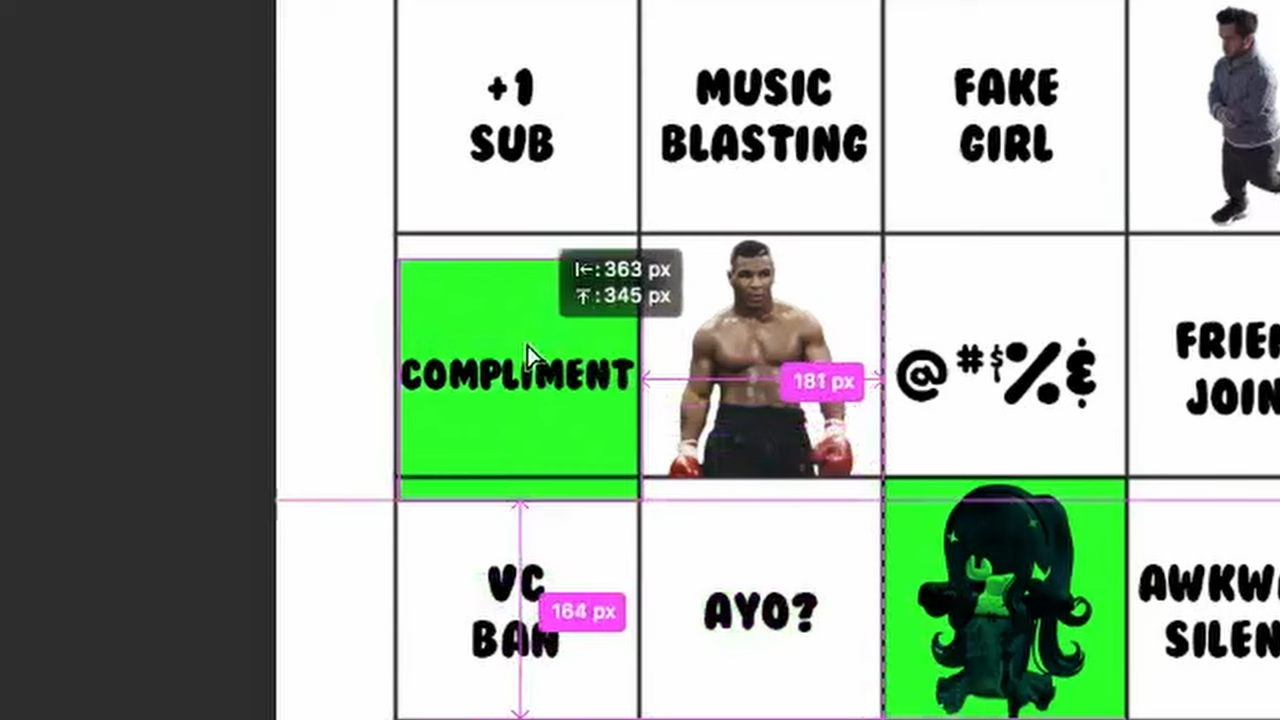 +1
SUB
MUSIC
BLASTING
FAKE
GIRL
: 363 px
: 345 px
COMPLIMENT
181 px
@#$%&
VC
BAN
164 px
AYO?